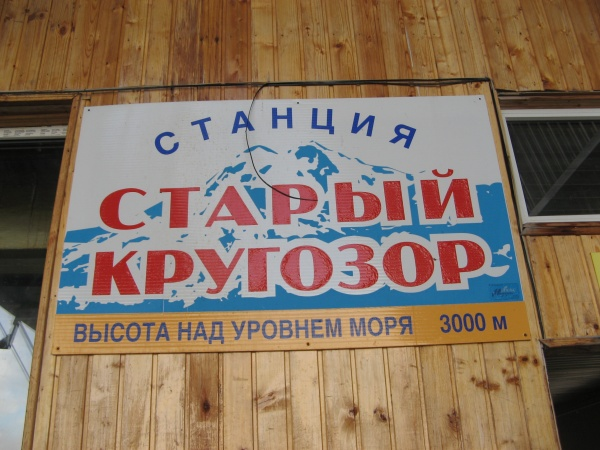 СТАНЦИЯ
СТАРЫЙ
КРУГОЗОР
ВЫСОТА НАД УРОВНЕМ МОРЯ 3000 м